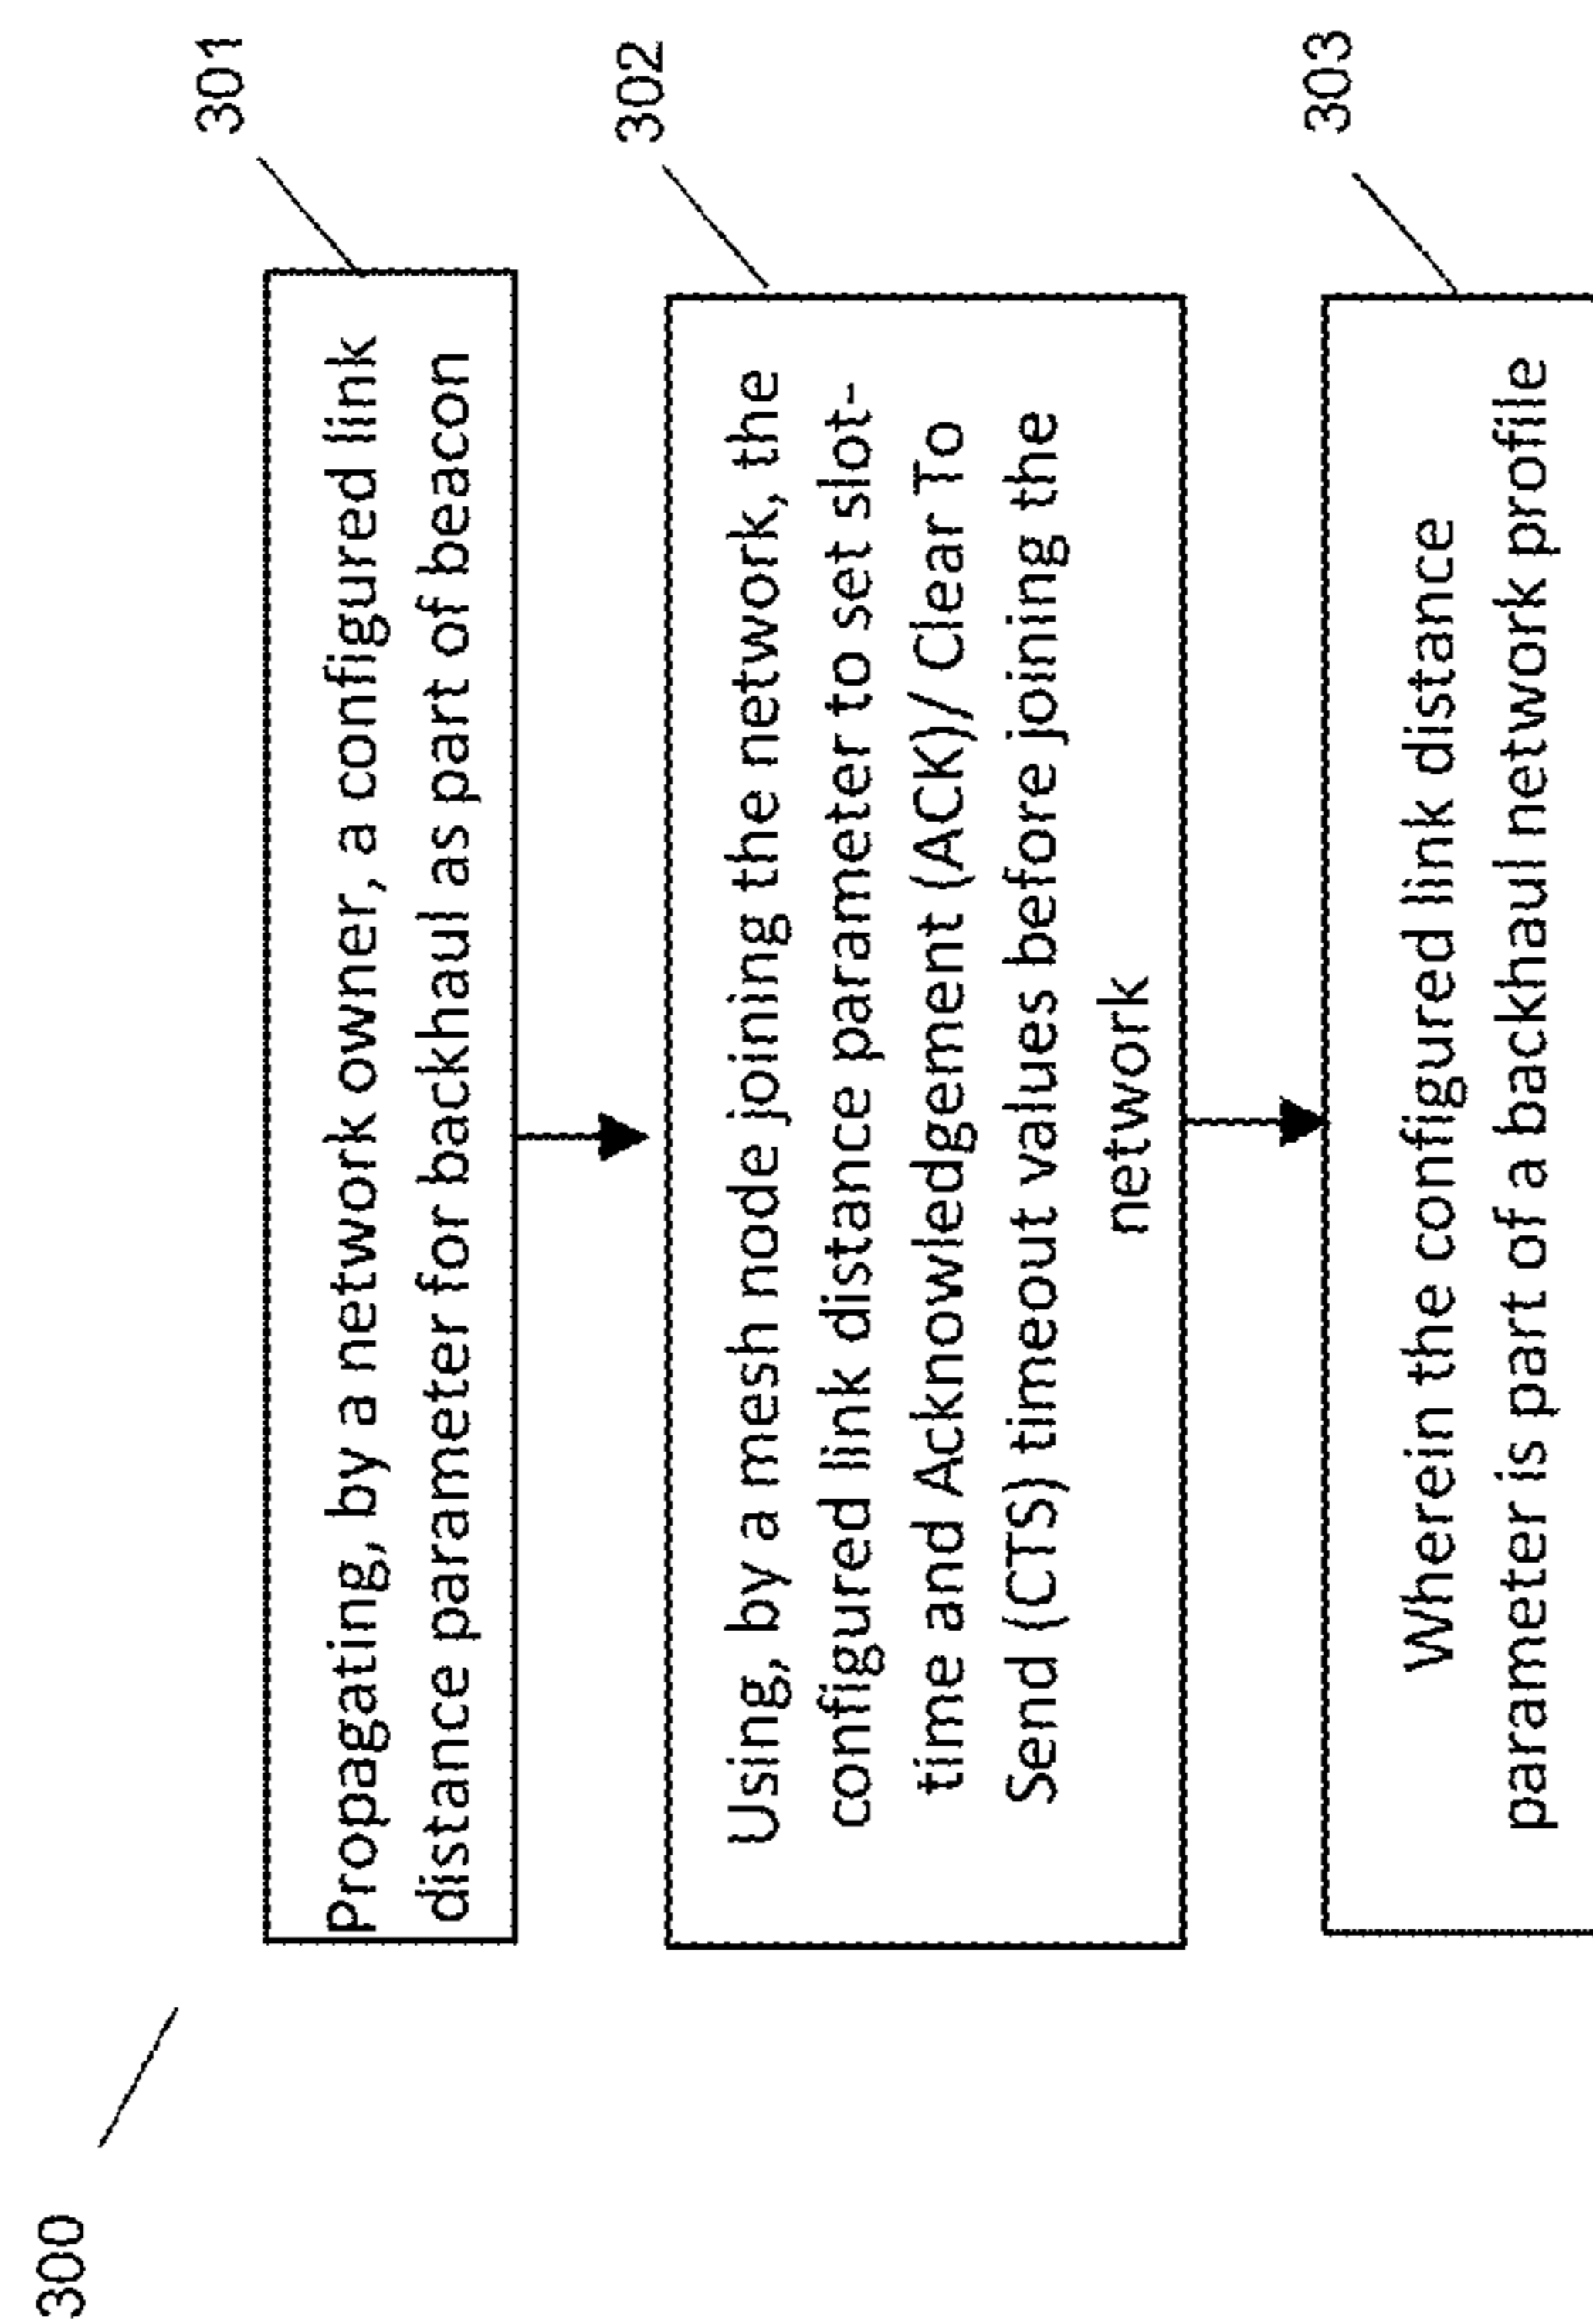 300
301
Propagating, by a network owner, a configured link
distance parameter for backhaul as part of beacon
302
Using, by a mesh node joining the network, the
configured link distance parameter to set slot-
time and Acknowledgement (ACK)/ Clear To
Send (CTS) timeout values before joining the
network
303
Wherein the configured link distance
parameter is part of a backhaul network profile